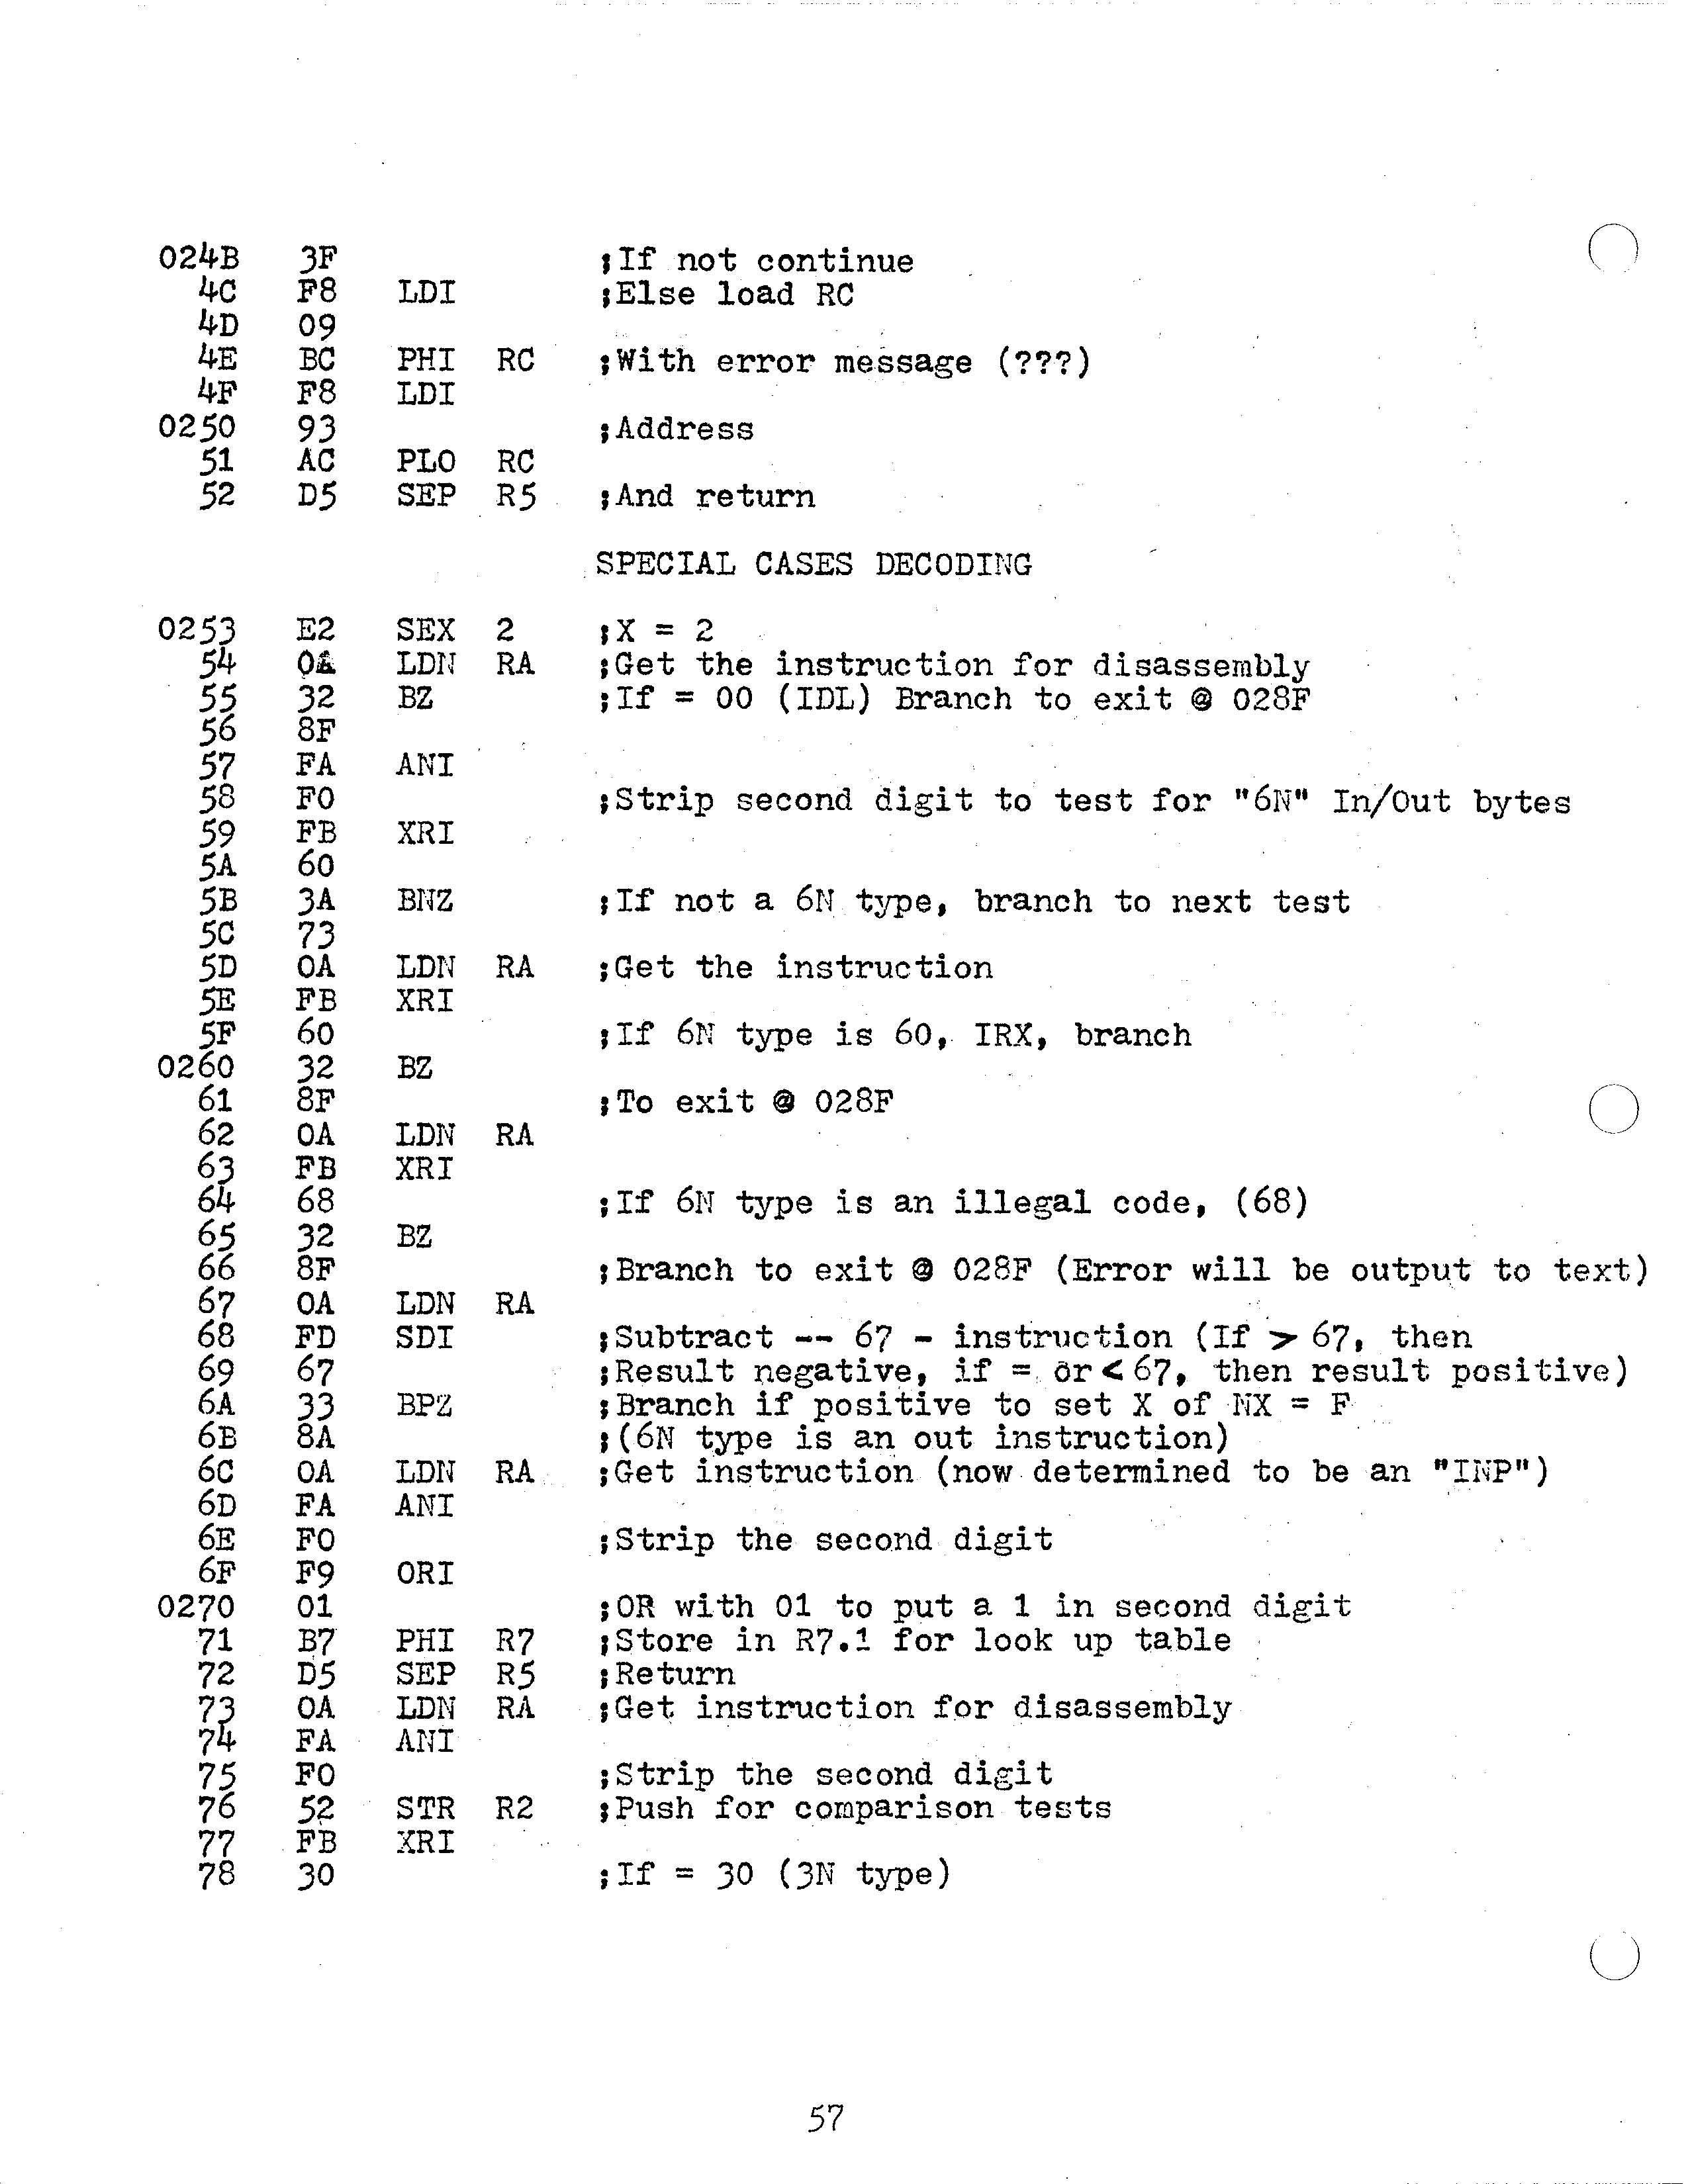 024B 3F ;If not continue
4C F8 LDI ;Else load RC
4D 09
4E BC PHI RC ;With error message (???)
4F F8 LDI
0250 93 ;Address
51 AC PLO RC
52 D5 SEP R5 ;And return
SPECIAL CASES DECODING
0253 E2 SEX 2 ;X = 2
54 0A LDN RA ;Get the instruction for disassembly
55 32 BZ ;If = 00 (IDL) Branch to exit @ 028F
56 8F
57 FA ANI
58 F0 ;Strip second digit to test for "6N" In/Out bytes
59 FB XRI
5A 60
5B 3A BNZ ;If not a 6N type, branch to next test
5C 73
5D 0A LDN RA ;Get the instruction
5E FB XRI
5F 60 ;If 6N type is 60, IRX, branch
0260 32 BZ
61 8F ;To exit @ 028F
62 0A LDN RA
63 FB XRI
64 68 ;If 6N type is an illegal code, (68)
65 32 BZ
66 8F ;Branch to exit @ 028F (Error will be output to text)
67 0A LDN RA
68 FD SDI ;Subtract -- 67 - instruction (If > 67, then
69 67 ;Result negative, if = or < 67, then result positive)
6A 33 BPZ ;Branch if positive to set X of NX = F
6B 8A ;(6N type is an out instruction)
6C 0A LDN RA ;Get instruction (now determined to be an "INP")
6D FA ANI
6E F0 ;Strip the second digit
6F F9 ORI
0270 01 ;OR with 01 to put a 1 in second digit
71 B7 PHI R7 ;Store in R7.1 for look up table
72 D5 SEP R5 ;Return
73 0A LDN RA ;Get instruction for disassembly
74 FA ANI
75 F0 ;Strip the second digit
76 52 STR R2 ;Push for comparison tests
77 FB XRI
78 30 ;If = 30 (3N type)
57